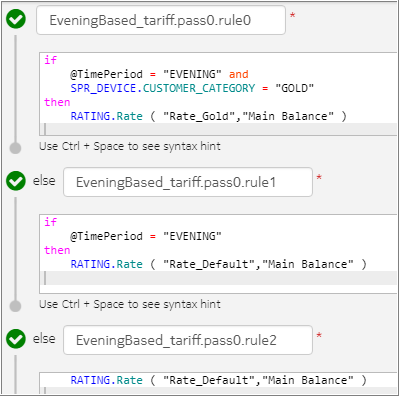 EveningBased_tariff.pass0.rule0 *
if
@TimePeriod = "EVENING" and
SPR_DEVICE.CUSTOMER_CATEGORY = "GOLD"
then
RATING.Rate ( "Rate_Gold","Main Balance" )
Use Ctrl + Space to see syntax hint
else EveningBased_tariff.pass0.rule1 *
if
@TimePeriod = "EVENING"
then
RATING.Rate ( "Rate_Default","Main Balance" )
Use Ctrl + Space to see syntax hint
else EveningBased_tariff.pass0.rule2 *
RATING.Rate ( "Rate_Default","Main Balance" )